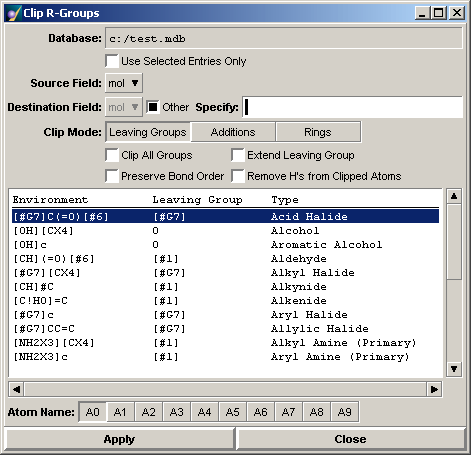 Clip R-Groups
Database: c:/test.mdb
Use Selected Entries Only
Source Field: mol
Destination Field: mol Other Specify:
Clip Mode: Leaving Groups Additions Rings
Clip All Groups Extend Leaving Group
Preserve Bond Order Remove H's from Clipped Atoms
Environment Leaving Group Type
[#G7]C(=O)[#6] [#G7] Acid Halide
[OH][CX4] O Alcohol
[OH]c O Aromatic Alcohol
[CH](=O)[#6] [#1] Aldehyde
[#G7][CX4] [#G7] Alkyl Halide
[CH]#C [#1] Alkynide
[C!H0]=C [#1] Alkenide
[#G7]c [#G7] Aryl Halide
[#G7]CC=C [#G7] Allylic Halide
[NH2X3][CX4] [#1] Alkyl Amine (Primary)
[NH2X3]c [#1] Aryl Amine (Primary)
Atom Name: A0 A1 A2 A3 A4 A5 A6 A7 A8 A9
Apply Close